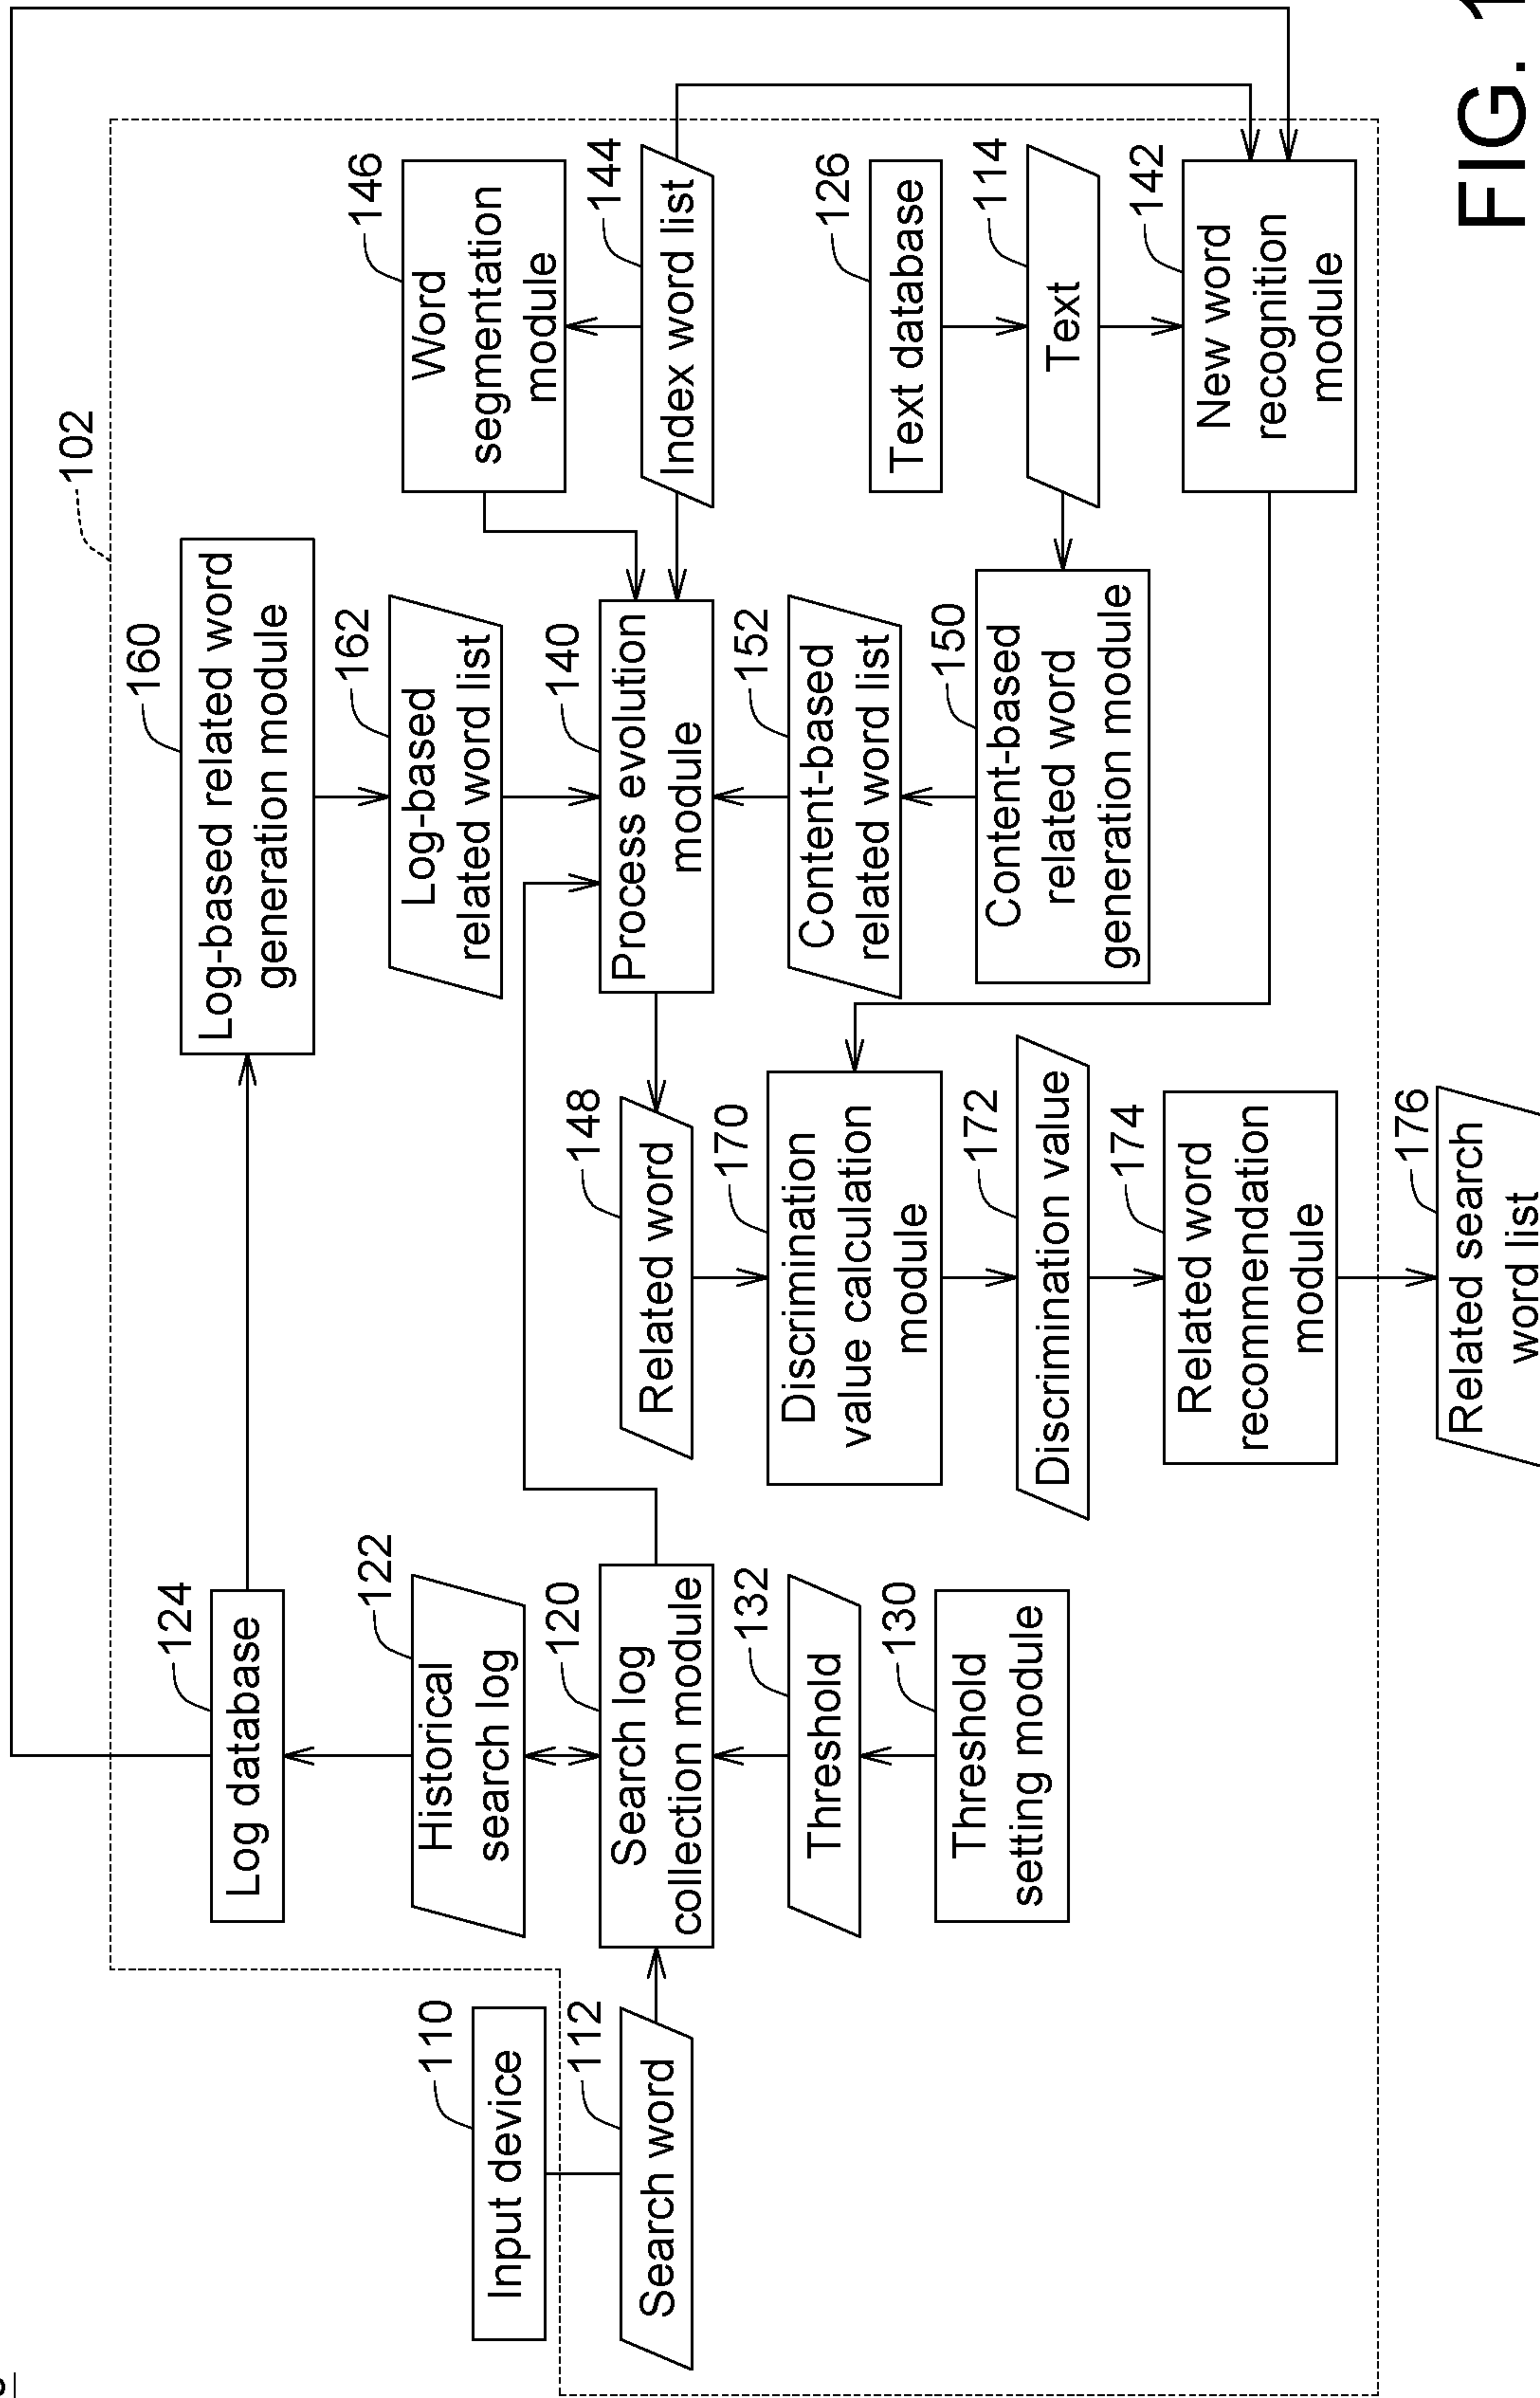 102
124
Log database
160
Log-based related word
generation module
146
Word
segmentation
module
122
Historical
search log
162
Log-based
related word list
144
Index word list
110
Input device
112
Search word
120
Search log
collection module
140
Process evolution
module
148
Related word
132
Threshold
130
Threshold
setting module
170
Discrimination
value calculation
module
152
Content-based
related word list
126
Text database
114
Text
172
Discrimination value
150
Content-based
related word
generation module
142
New word
recognition
module
174
Related word
recommendation
module
176
Related search
word list
FIG. 1